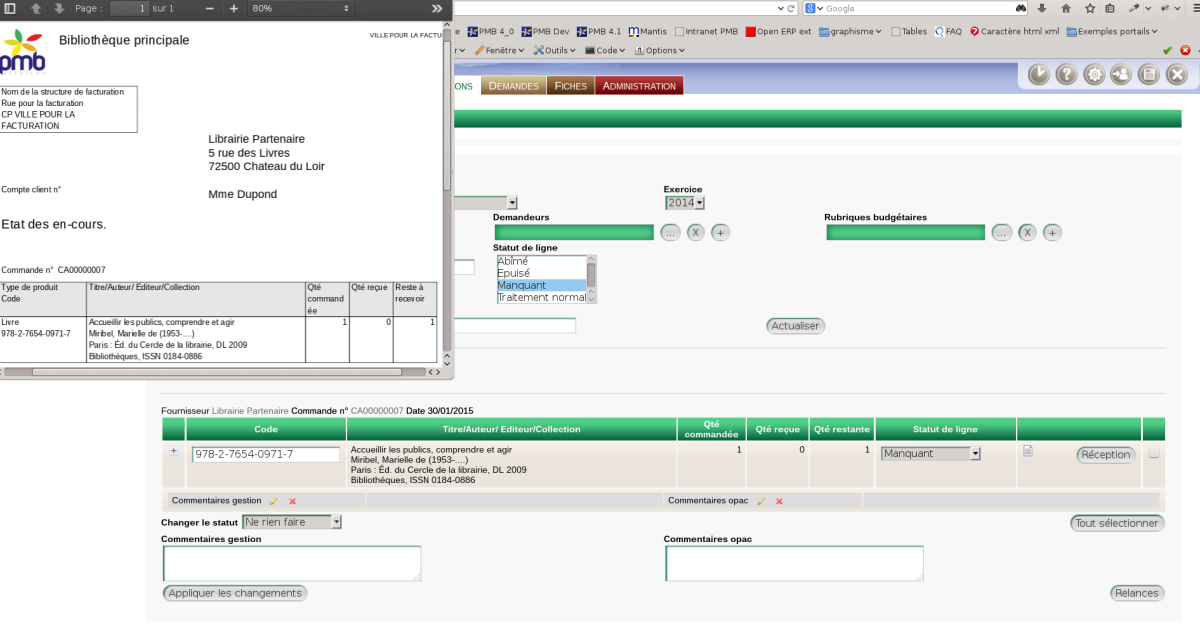 Page : 1 sur 1 80%
Bibliothèque principale
VILLE POUR LA FACTU
pmb
Nom de la structure de facturation
Rue pour la facturation
CP VILLE POUR LA
FACTURATION
Librairie Partenaire
5 rue des Livres
72500 Chateau du Loir
Compte client n°
Mme Dupond
Etat des en-cours.
Commande n° CA00000007
Type de produit Code Titre/Auteur/ Editeur/Collection Qté commandée Qté reçue Reste à recevoir
Livre Accueillir les publics, comprendre et agir 1 0 1
978-2-7654-0971-7 Miribel, Marielle de (1953-....)
Paris : Éd. du Cercle de la librairie, DL 2009
Bibliothèques, ISSN 0184-0886
Google
PMB 4_0 PMB Dev PMB 4.1 Mantis Intranet PMB Open ERP ext graphisme Tables FAQ Caractère html xml Exemples portails
Fenêtre Outils Code Options
ONS DEMANDES FICHES ADMINISTRATION
Exercice
2014
Demandeurs Rubriques budgétaires
... X + ... X +
Statut de ligne
Abîmé
Epuisé
Manquant
Traitement normal
Actualiser
Fournisseur Librairie Partenaire Commande n° CA00000007 Date 30/01/2015
Code Titre/Auteur/ Editeur/Collection Qté commandée Qté reçue Qté restante Statut de ligne
+ 978-2-7654-0971-7 Accueillir les publics, comprendre et agir 1 0 1 Manquant Réception
Miribel, Marielle de (1953-....)
Paris : Éd. du Cercle de la librairie, DL 2009
Bibliothèques, ISSN 0184-0886
Commentaires gestion Commentaires opac
Changer le statut Ne rien faire Tout sélectionner
Commentaires gestion Commentaires opac
Appliquer les changements Relances